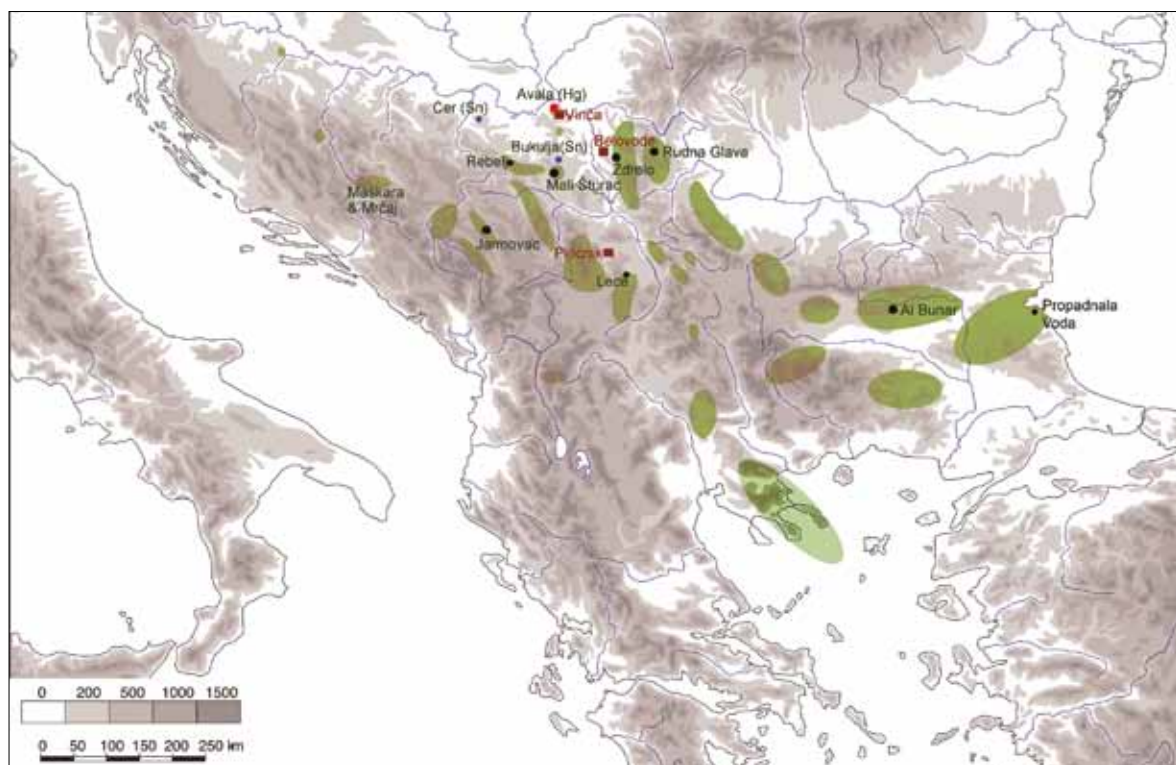 Avala (Hg)
Cer (Sn)
Vinča
Belovode
Bukulja(Sn)
Rudna Glava
Rebelj
Ždrelo
Mali Šturac
Maskara
& Mrčaj
Jarmovac
Pločnik
Lece
Ai Bunar
Propadnala
Voda
0 200 500 1000 1500
0 50 100 150 200 250 km